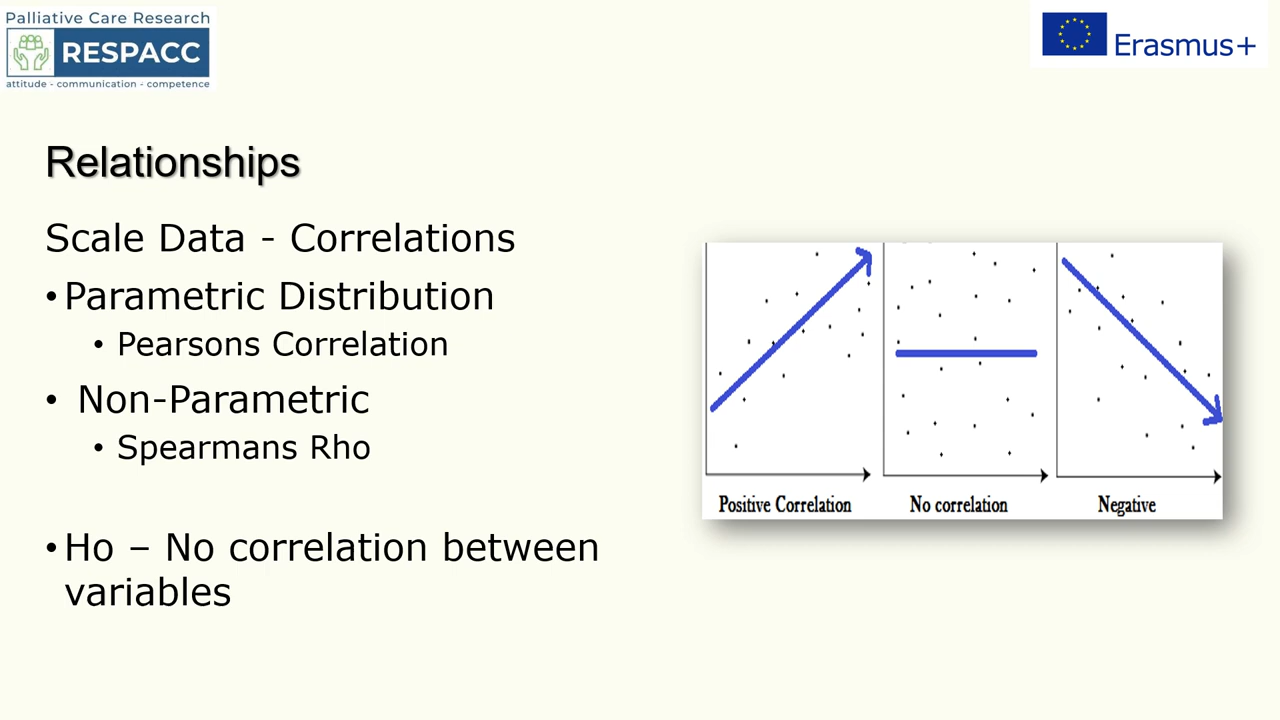 Palliative Care Research
RESPACC
attitude - communication - competence
Erasmus+
Relationships
Scale Data - Correlations
• Parametric Distribution
• Pearsons Correlation
• Non-Parametric
• Spearmans Rho
• Ho – No correlation between
variables
Positive Correlation
No correlation
Negative